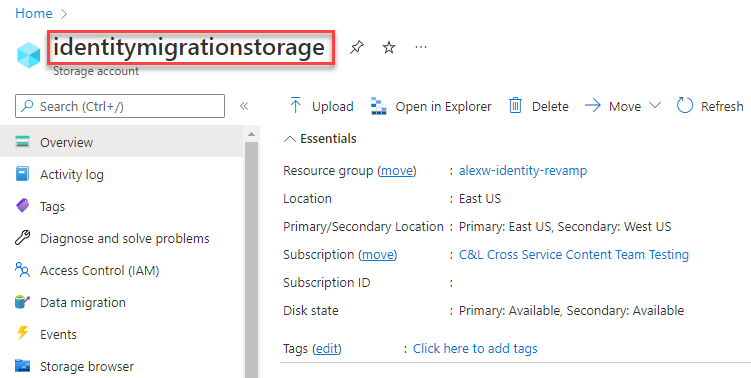 Home >
identitymigrationstorage ...
Storage account
Search (Ctrl+/) «
Overview
Activity log
Tags
Diagnose and solve problems
Access Control (IAM)
Data migration
Events
Storage browser
Upload Open in Explorer Delete Move Refresh
Essentials
Resource group (move) : alexw-identity-revamp
Location : East US
Primary/Secondary Location : Primary: East US, Secondary: West US
Subscription (move) : C&L Cross Service Content Team Testing
Subscription ID :
Disk state : Primary: Available, Secondary: Available
Tags (edit) : Click here to add tags